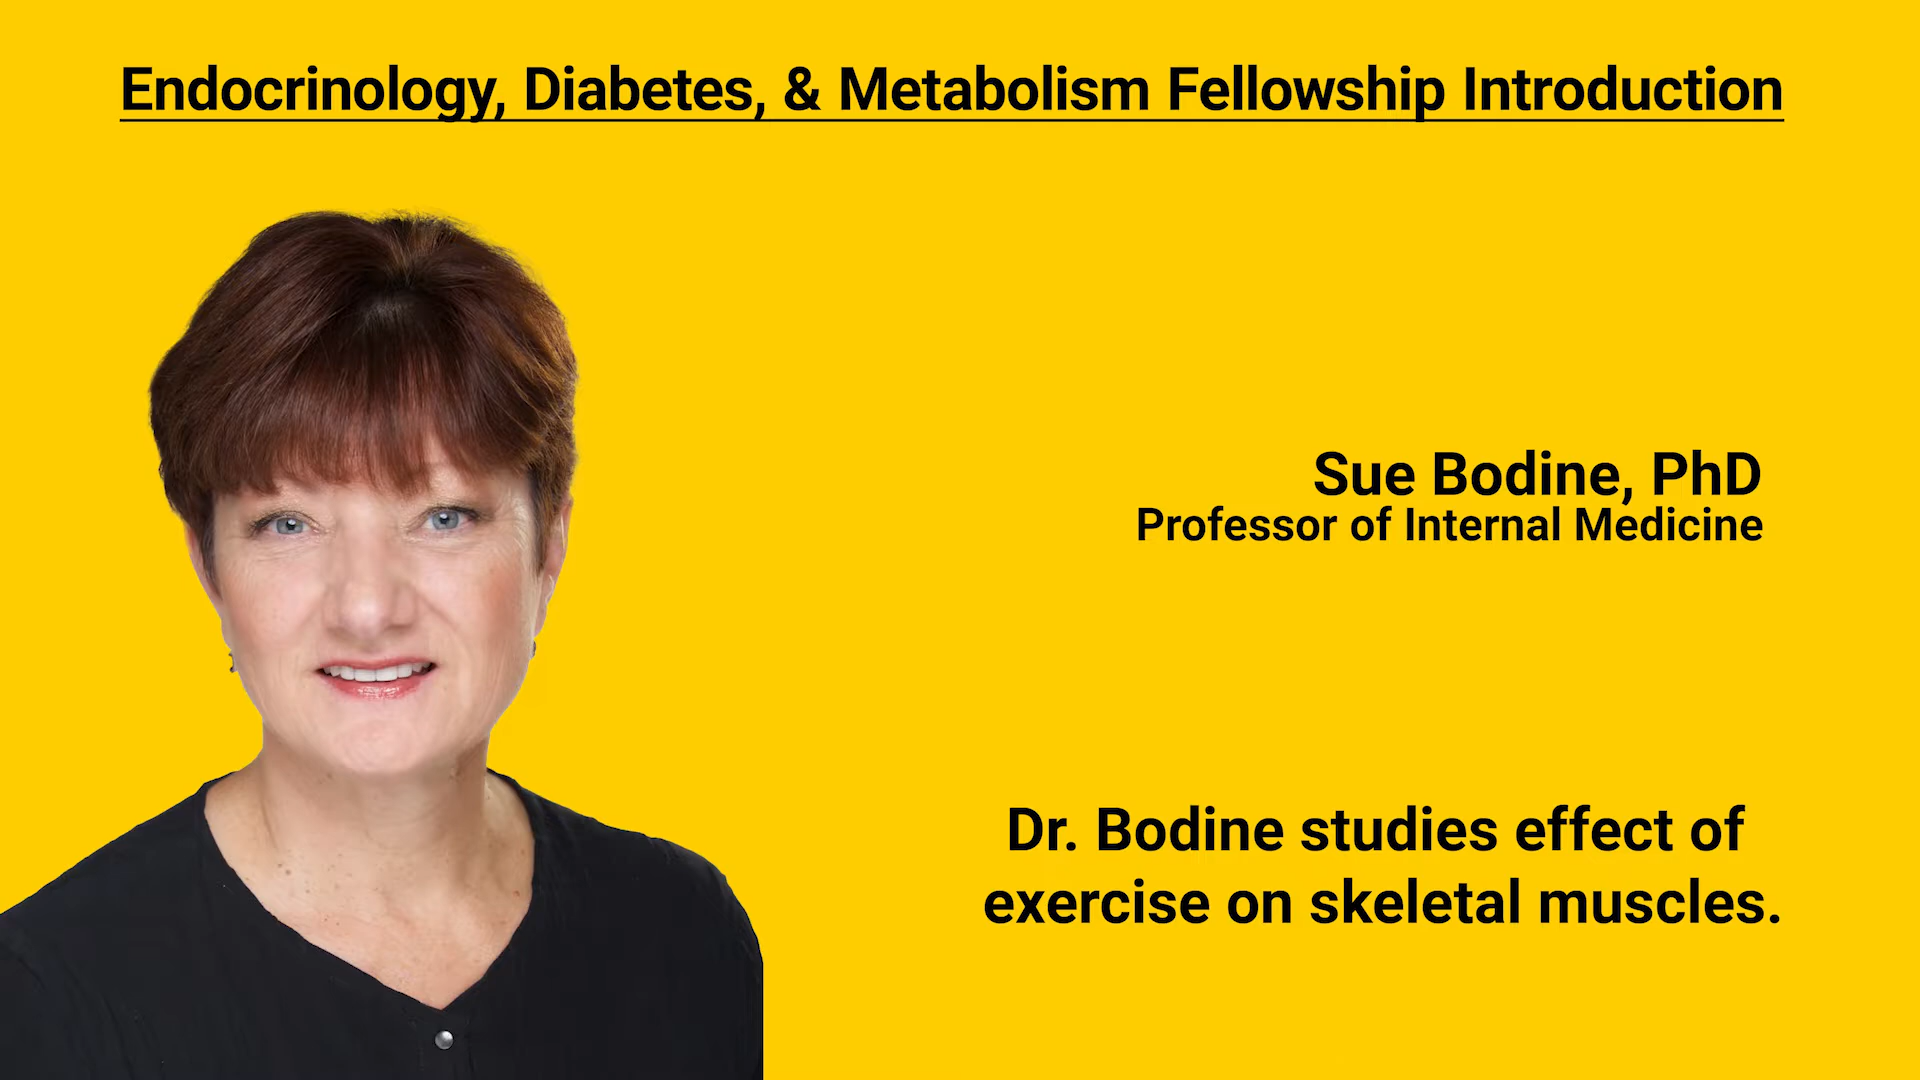 Endocrinology, Diabetes, & Metabolism Fellowship Introduction
Sue Bodine, PhD
Professor of Internal Medicine
Dr. Bodine studies effect of
exercise on skeletal muscles.